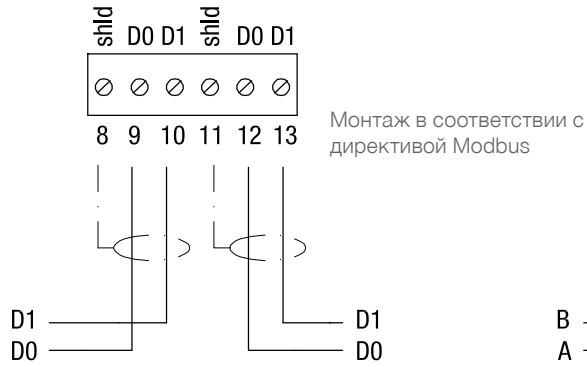 shld D0 D1 shld D0 D1
8 9 10 11 12 13
Монтаж в соответствии с
директивой Modbus
D1 D1 B
D0 D0 A